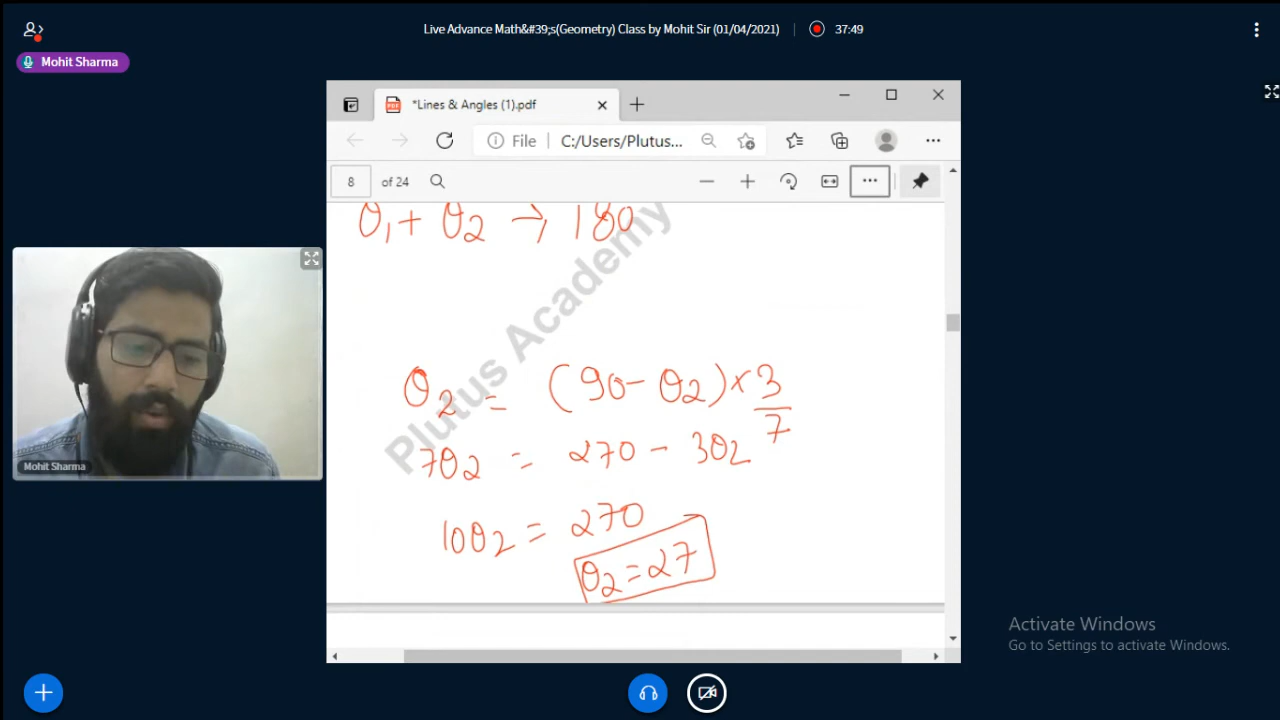 Live Advance Math&#39;s(Geometry) Class by Mohit Sir (01/04/2021)
37:49
Mohit Sharma
*Lines & Angles (1).pdf
File
C:/Users/Plutus...
8
of 24
θ₁ + θ₂ → 180
Plutus Academy
θ₂ = (90 - θ₂) × 3/7
7θ₂ = 270 - 3θ₂
10θ₂ = 270
θ₂ = 27
Mohit Sharma
Activate Windows
Go to Settings to activate Windows.